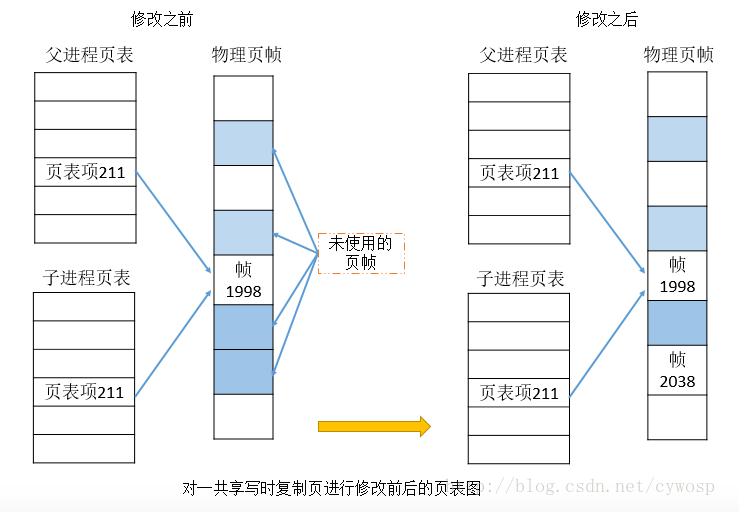 修改之前
父进程页表
物理页帧
页表项211
未使用的
页帧
帧
1998
子进程页表
页表项211
修改之后
父进程页表
物理页帧
页表项211
帧
1998
子进程页表
页表项211
帧
2038
对一共享写时复制页进行修改前后的页表图
http://blog.csdn.net/cywosp